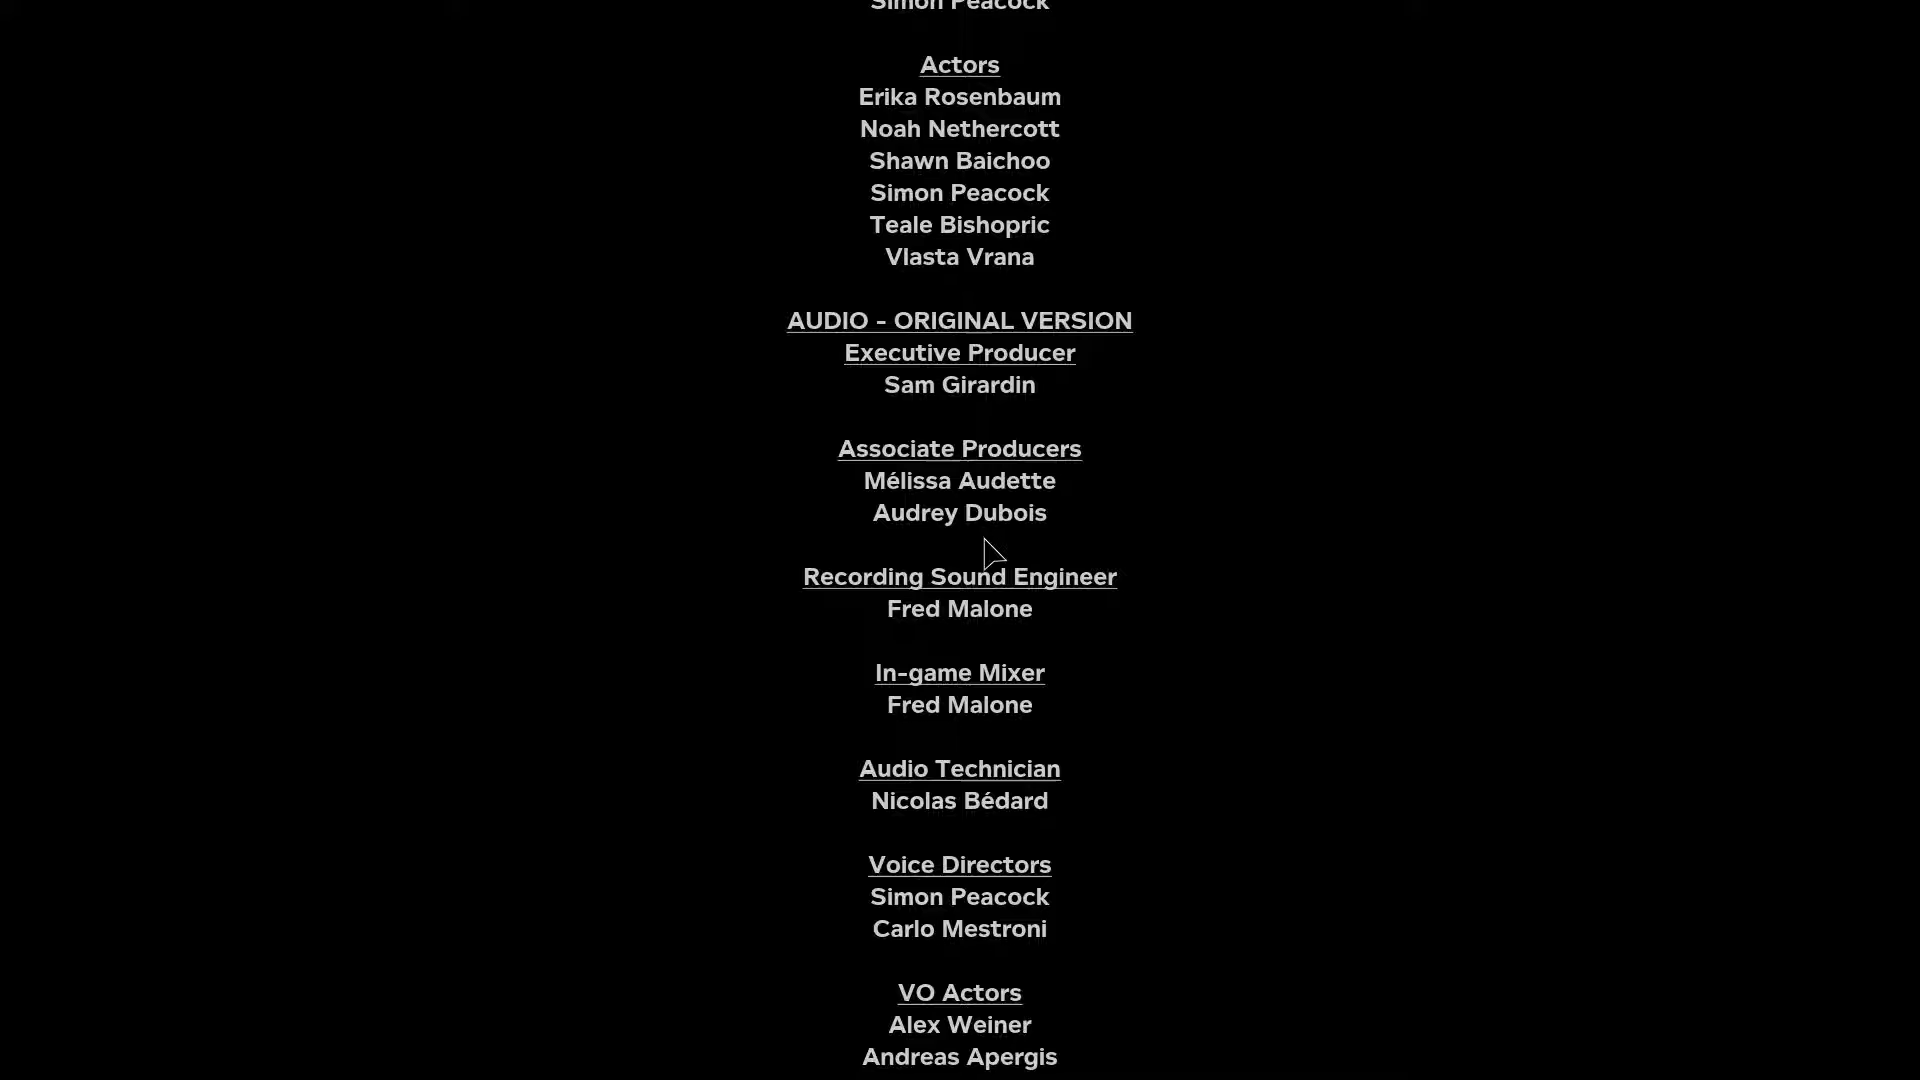 Simon Peacock
Actors
Erika Rosenbaum
Noah Nethercott
Shawn Baichoo
Simon Peacock
Teale Bishopric
Vlasta Vrana
AUDIO - ORIGINAL VERSION
Executive Producer
Sam Girardin
Associate Producers
Mélissa Audette
Audrey Dubois
Recording Sound Engineer
Fred Malone
In-game Mixer
Fred Malone
Audio Technician
Nicolas Bédard
Voice Directors
Simon Peacock
Carlo Mestroni
VO Actors
Alex Weiner
Andreas Apergis